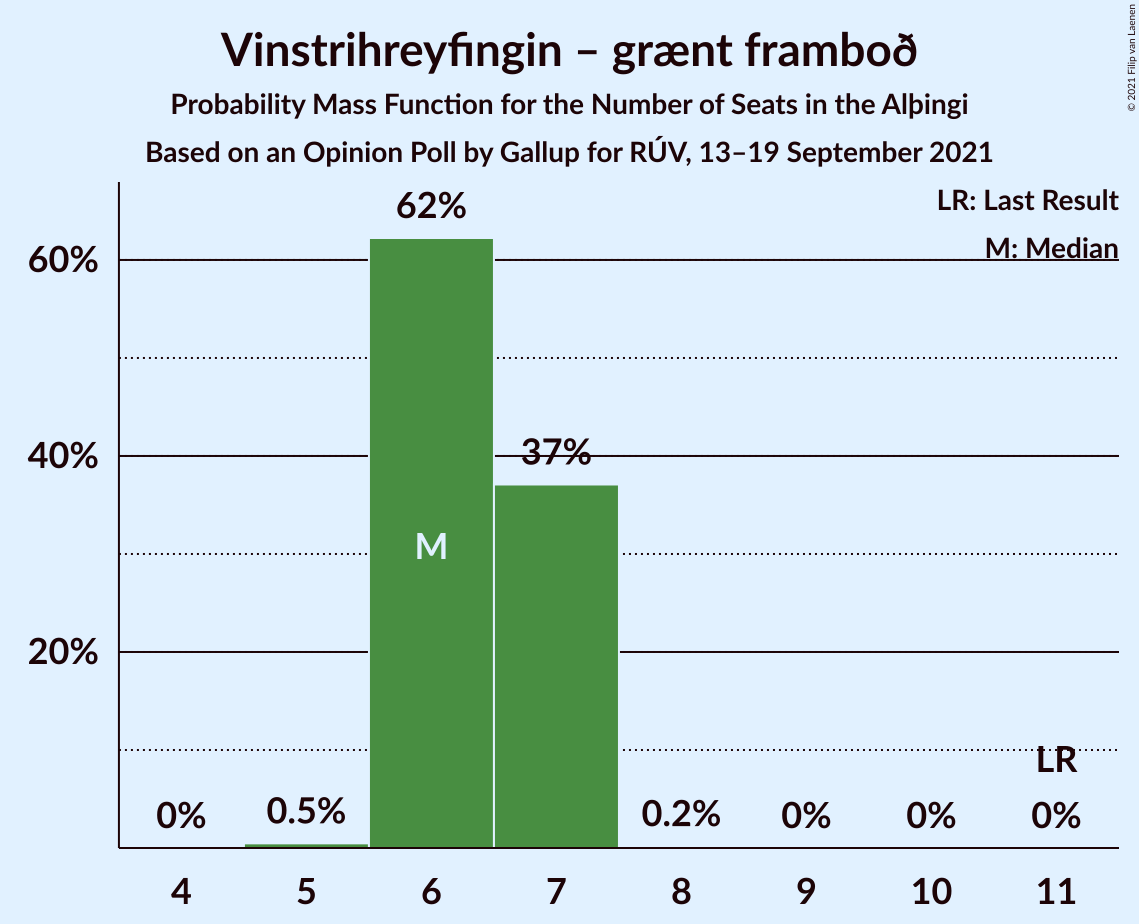 Vinstrihreyfingin – grænt framboð
Probability Mass Function for the Number of Seats in the Alþingi
Based on an Opinion Poll by Gallup for RÚV, 13–19 September 2021
© 2021 Filip van Laenen
LR: Last Result
M: Median
62%
60%
40%
37%
M
20%
LR
0% 0.5% 0.2% 0% 0% 0%
4 5 6 7 8 9 10 11